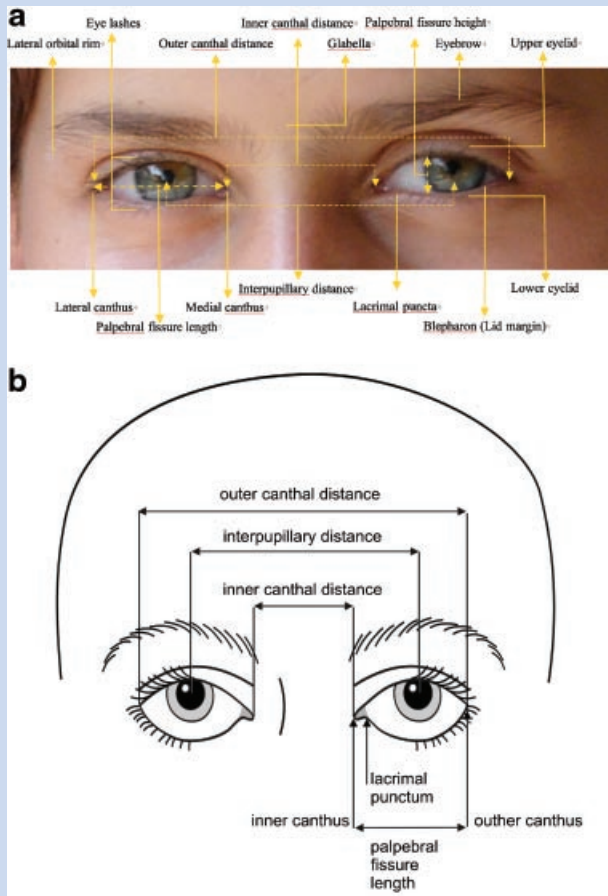 a
Eye lashes
Inner canthal distance
Palpebral fissure height
Lateral orbital rim
Outer canthal distance
Glabella
Eyebrow
Upper eyelid
Interpupillary distance
Lower eyelid
Lateral canthus
Medial canthus
Lacrimal puncta
Palpebral fissure length
Blepharon (Lid margin)
b
outer canthal distance
interpupillary distance
inner canthal distance
lacrimal
punctum
inner canthus
outher canthus
palpebral
fissure
length